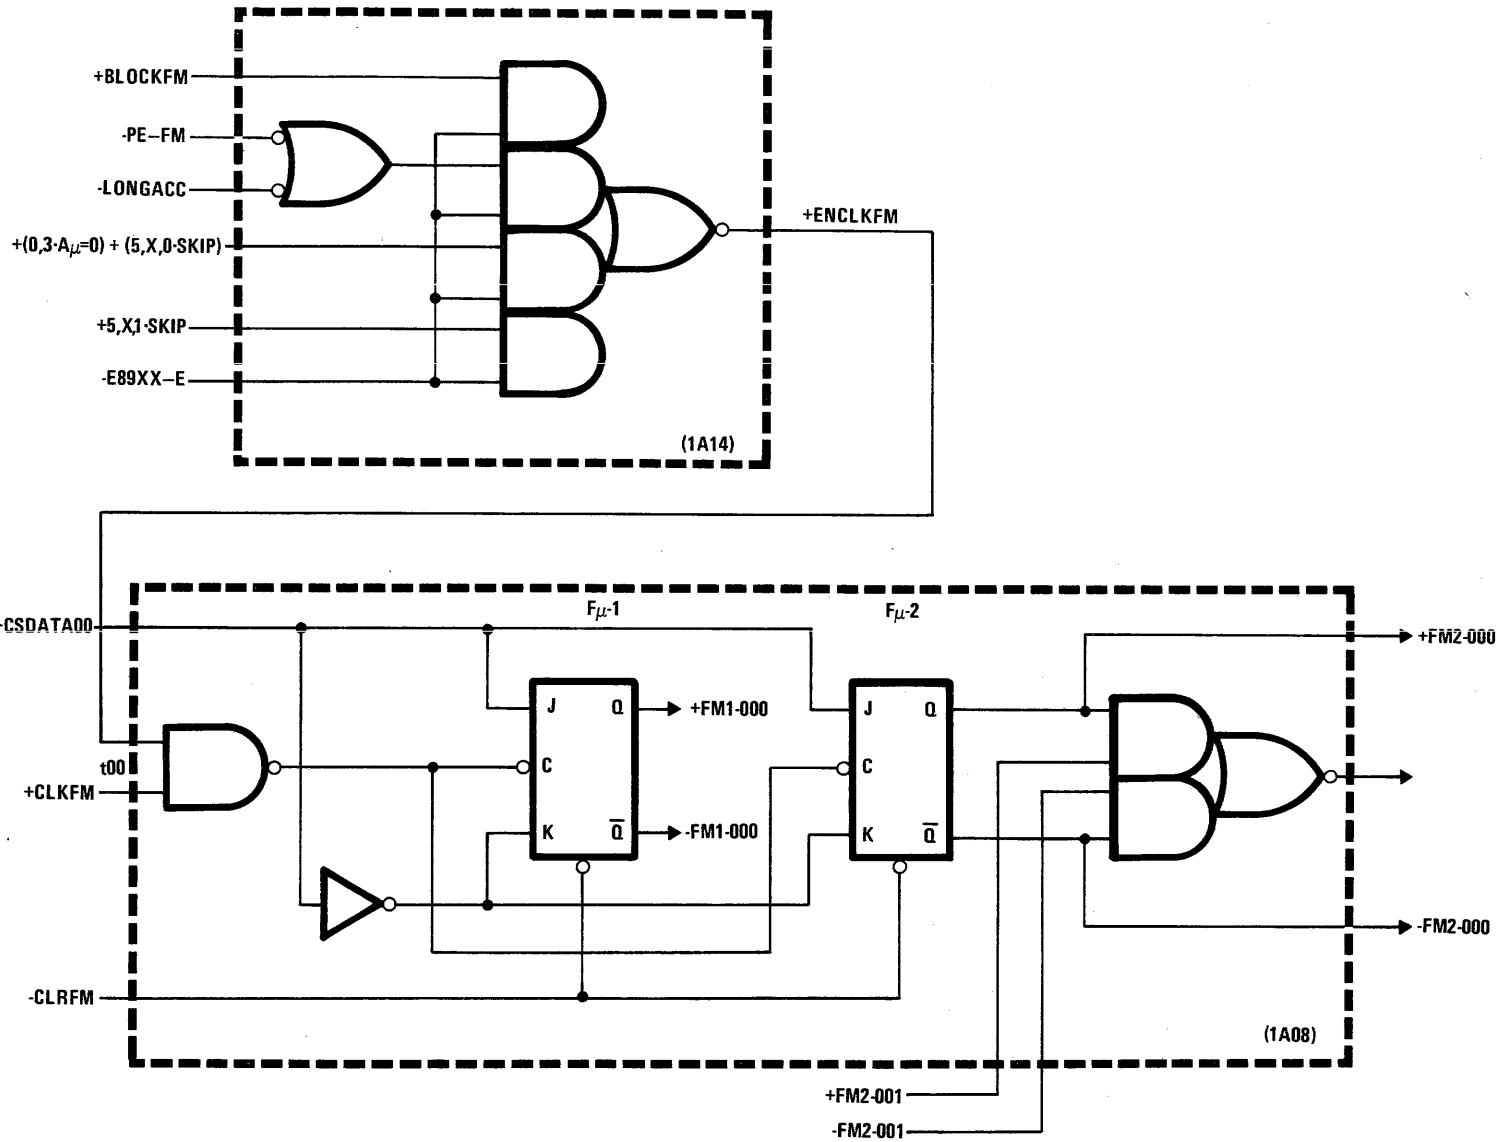 +BLOCKFM
-PE–FM
-LONGACC
+ENCLKFM
+(0,3·Aμ=0) + (5,X,0·SKIP)
+5,X,1·SKIP
-E89XX–E
(1A14)
Fμ-1
Fμ-2
-CSDATA00
+FM2-000
J
Q
+FM1-000
J
Q
t00
C
C
+CLKFM
K
Q̅
-FM1-000
K
Q̅
-FM2-000
-CLRFM
(1A08)
+FM2-001
-FM2-001